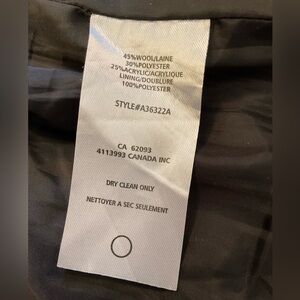 45%WOOL/LAINE
30%POLYESTER
25%ACRYLIC/ACRYLIQUE
LINING/DOUBLURE
100%POLYESTER
STYLE#A36322A
CA 62093
4113993 CANADA INC
DRY CLEAN ONLY
NETTOYER A SEC SEULEMENT